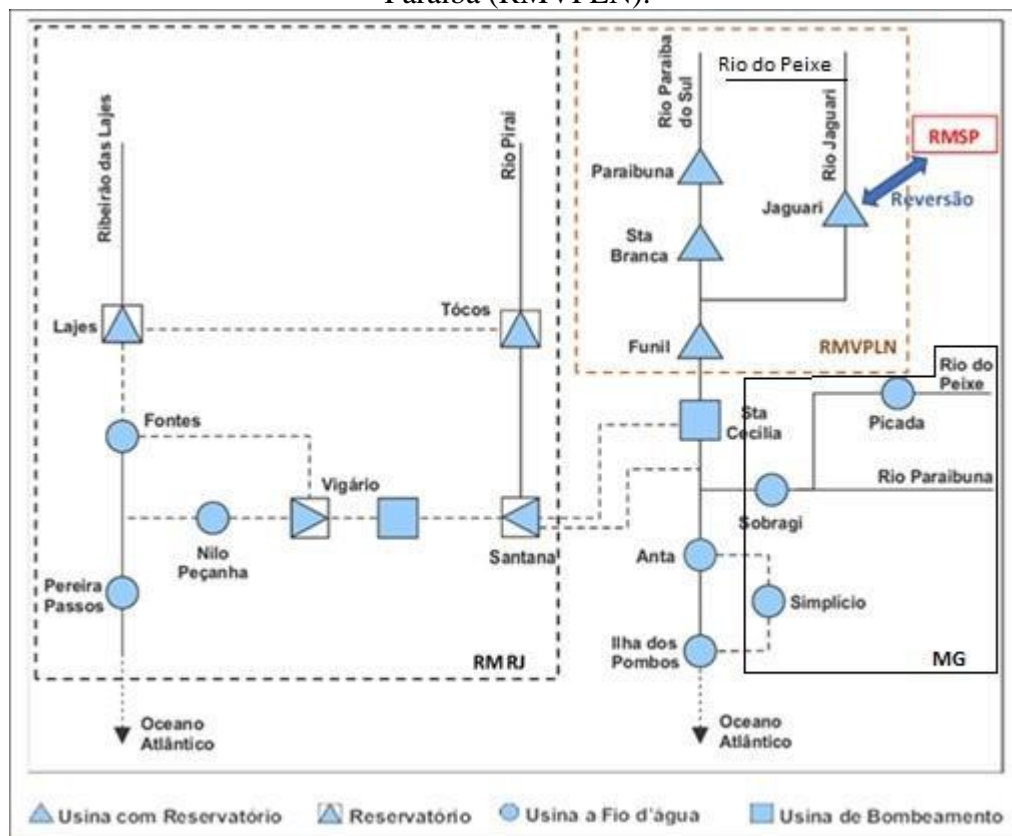 Paraíba (RMVPLN).
Ribeirão das Lajes
Rio Piraí
Rio Paraíba
do Sul
Rio do Peixe
Rio Jaguari
RMSP
Reversão
Paraibuna
Jaguari
Sta
Branca
Lajes
Tócos
Funil
RMVPLN
Rio do
Peixe
Sta
Cecilia
Picada
Fontes
Vigário
Rio Paraibuna
Sobragi
Nilo
Peçanha
Santana
Anta
Pereira
Passos
Simplício
Ilha dos
Pombos
RMRJ
MG
Oceano
Atlântico
Oceano
Atlântico
Usina com Reservatório Reservatório Usina a Fio d'água Usina de Bombeamento